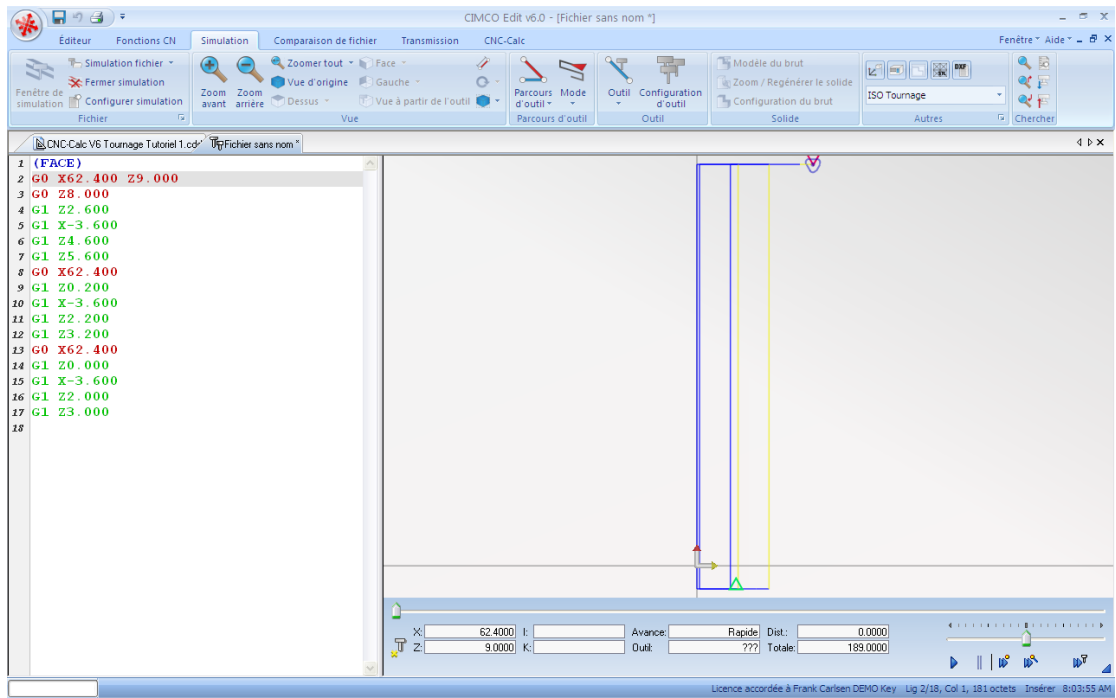 CIMCO Edit v6.0 - [Fichier sans nom *]
Éditeur Fonctions CN Simulation Comparaison de fichier Transmission CNC-Calc Fenêtre Aide
Fenêtre de simulation
Simulation fichier
Fermer simulation
Configurer simulation
Fichier
Zoom avant
Zoom arrière
Zoomer tout
Vue d'origine
Dessus
Face
Gauche
Vue à partir de l'outil
Vue
Parcours d'outil
Mode
Parcours d'outil
Outil
Configuration d'outil
Outil
Modèle du brut
Zoom / Regénérer le solide
Configuration du brut
Solide
DXF
ISO Tournage
Autres
Chercher
CNC-Calc V6 Tournage Tutoriel 1.cd
Fichier sans nom *
1 (FACE)
2 G0 X62.400 Z9.000
3 G0 Z8.000
4 G1 Z2.600
5 G1 X-3.600
6 G1 Z4.600
7 G1 Z5.600
8 G0 X62.400
9 G1 Z0.200
10 G1 X-3.600
11 G1 Z2.200
12 G1 Z3.200
13 G0 X62.400
14 G1 Z0.000
15 G1 X-3.600
16 G1 Z2.000
17 G1 Z3.000
18
X: 62.4000 I: Avance: Rapide Dist.: 0.0000
Z: 9.0000 K: Outil: ??? Totale: 189.0000
Licence accordée à Frank Carlsen DEMO Key Lig 2/18, Col 1, 181 octets Insérer 8:03:55 AM